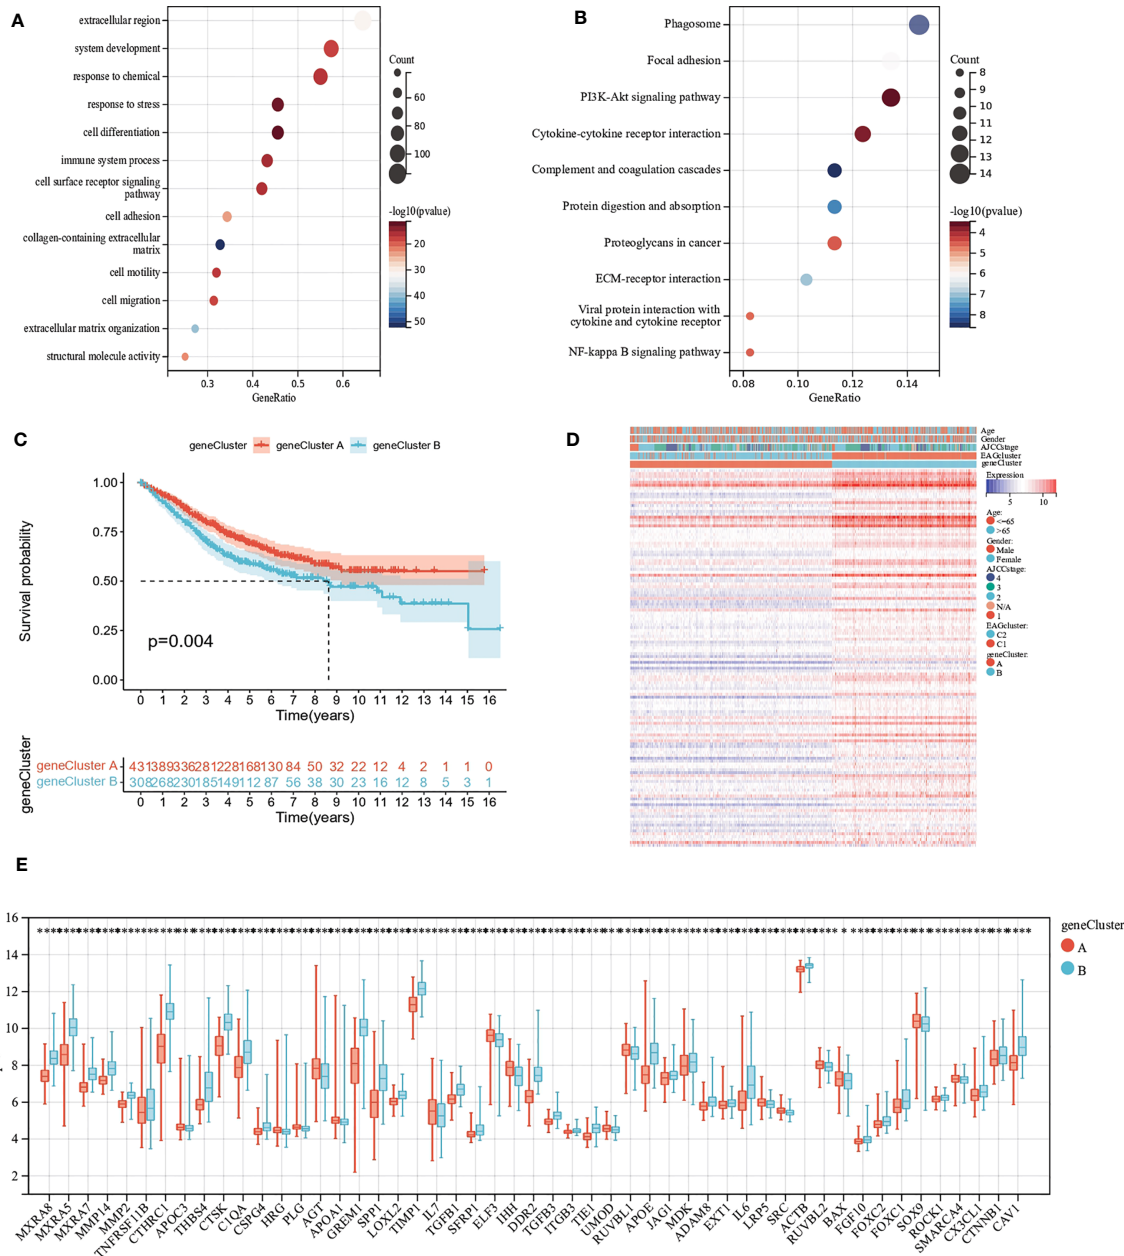 A
extracellular region
system development
response to chemical
response to stress
cell differentiation
immune system process
cell surface receptor signaling
pathway
cell adhesion
collagen-containing extracellular
matrix
cell motility
cell migration
extracellular matrix organization
structural molecule activity
0.3 0.4 0.5 0.6
GeneRatio
Count
60
80
100
-log10(pvalue)
20
30
40
50
B
Phagosome
Focal adhesion
PI3K-Akt signaling pathway
Cytokine-cytokine receptor interaction
Complement and coagulation cascades
Protein digestion and absorption
Proteoglycans in cancer
ECM-receptor interaction
Viral protein interaction with
cytokine and cytokine receptor
NF-kappa B signaling pathway
0.08 0.10 0.12 0.14
GeneRatio
Count
8
9
10
11
12
13
14
-log10(pvalue)
4
5
6
7
8
C
geneCluster geneCluster A geneCluster B
Survival probability
1.00
0.75
0.50
0.25
0.00
p=0.004
0 1 2 3 4 5 6 7 8 9 10 11 12 13 14 15 16
Time(years)
geneCluster
geneCluster A 431 389 336 281 228 168 130 84 50 32 22 12 4 2 1 1 0
geneCluster B 308 268 230 185 149 112 87 56 38 30 23 16 12 8 5 3 1
0 1 2 3 4 5 6 7 8 9 10 11 12 13 14 15 16
Time(years)
D
Age
Gender
AJCCstage
EAGcluster
geneCluster
Expression
5 10
Age:
<=65
>65
Gender:
Male
Female
AJCCstage:
4
3
2
N/A
1
EAGcluster:
C2
C1
geneCluster:
A
B
E
16
14
12
10
8
6
4
2
geneCluster
A
B
MXRA8
MXRA5
MXRA7
MMP14
MMP2
TNFRSF11B
CTHRC1
APOC3
THBS4
CTSK
C1QA
CSPG4
HRG
PLG
AGT
APOA1
GREM1
SPP1
LOXL2
TIMP1
IL7
TGFB1
SFRP1
ELF3
IHH
DDR2
TGFB3
ITGB3
TIE1
UMOD
RUVBL1
APOE
JAG1
MDK
ADAM8
EXT1
IL6
LRP5
SRC
ACTB
RUVBL2
BAX
FGF10
FOXC2
FOXC1
SOX9
ROCK1
SMARCA4
CX3CL1
CTNNB1
CAV1